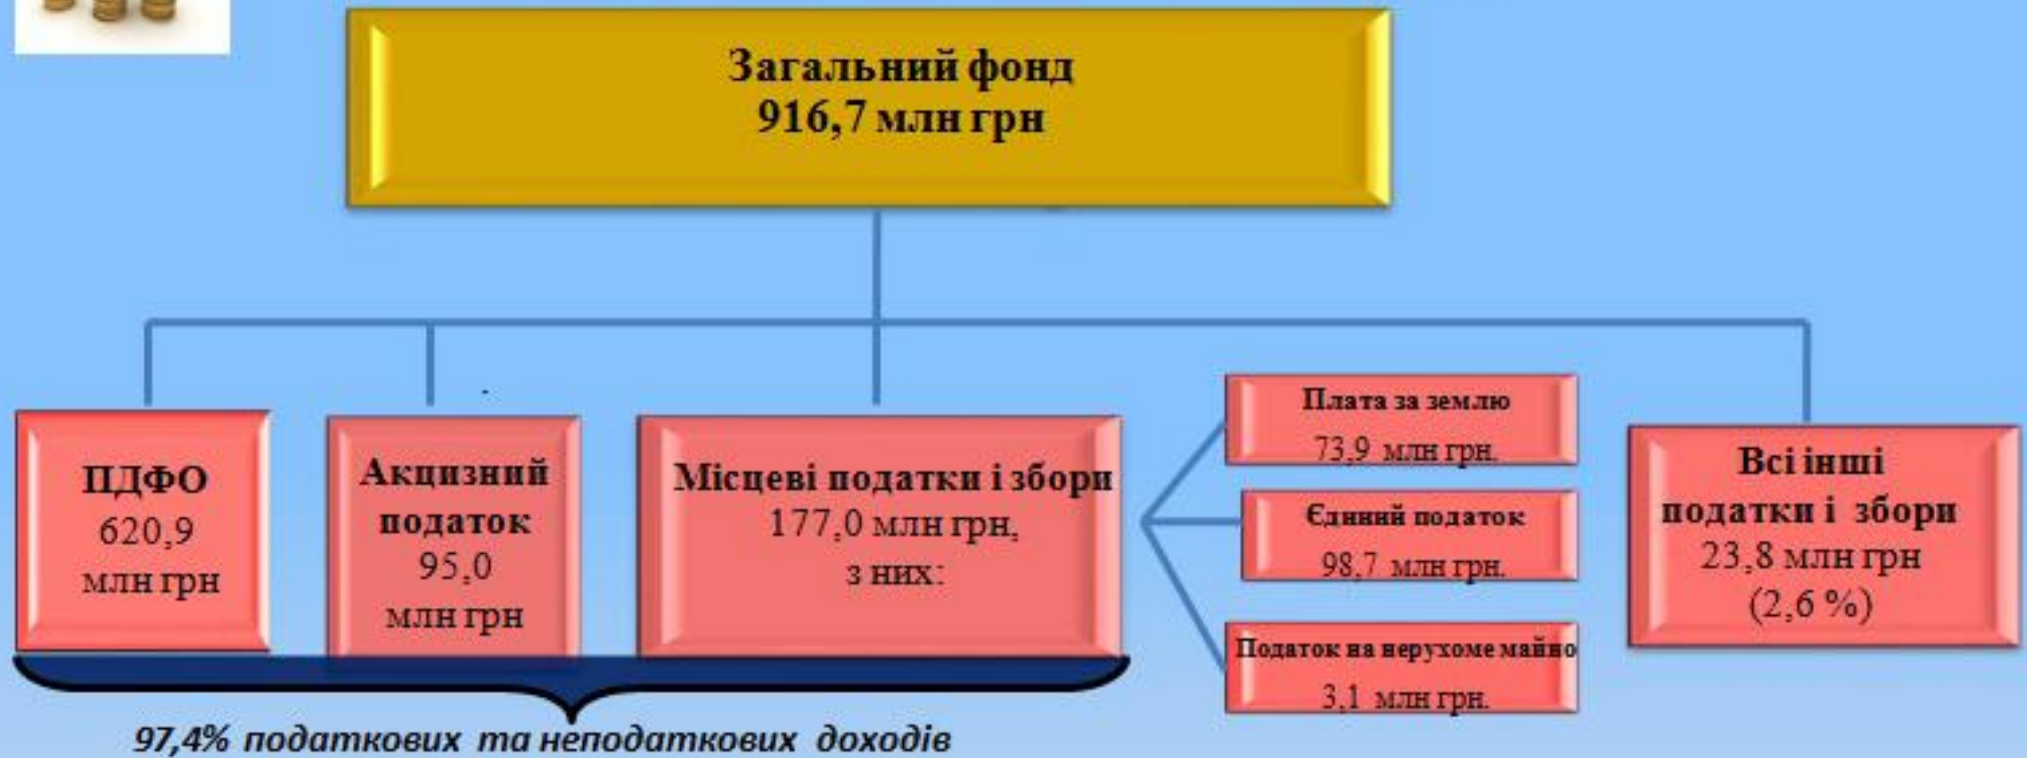 Загальний фонд
916,7 млн грн
ПДФО
620,9
млн грн
Акцизний
податок
95,0
млн грн
Місцеві податки і збори
177,0 млн грн,
з них:
Плата за землю
73,9 млн грн.
Єдиний податок
98,7 млн грн.
Податок на нерухоме майно
3,1 млн грн.
Всі інші
податки і збори
23,8 млн грн
(2,6 %)
97,4% податкових та неподаткових доходів